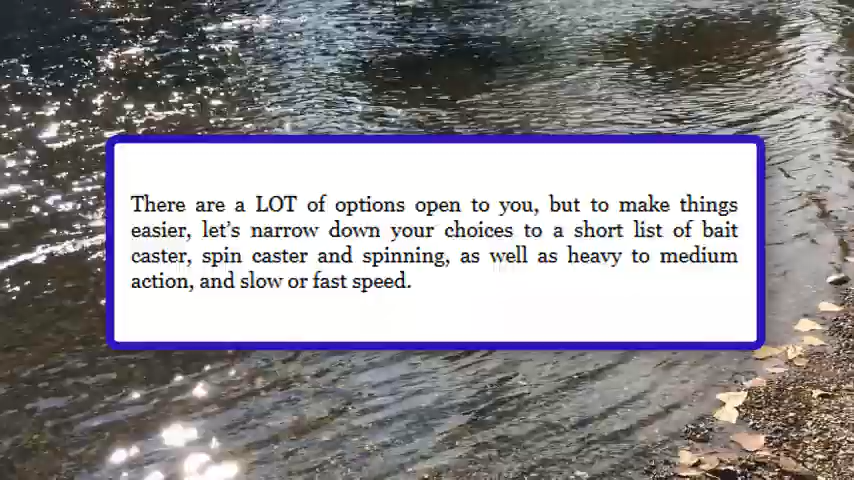 There are a LOT of options open to you, but to make things
easier, let's narrow down your choices to a short list of bait
caster, spin caster and spinning, as well as heavy to medium
action, and slow or fast speed.